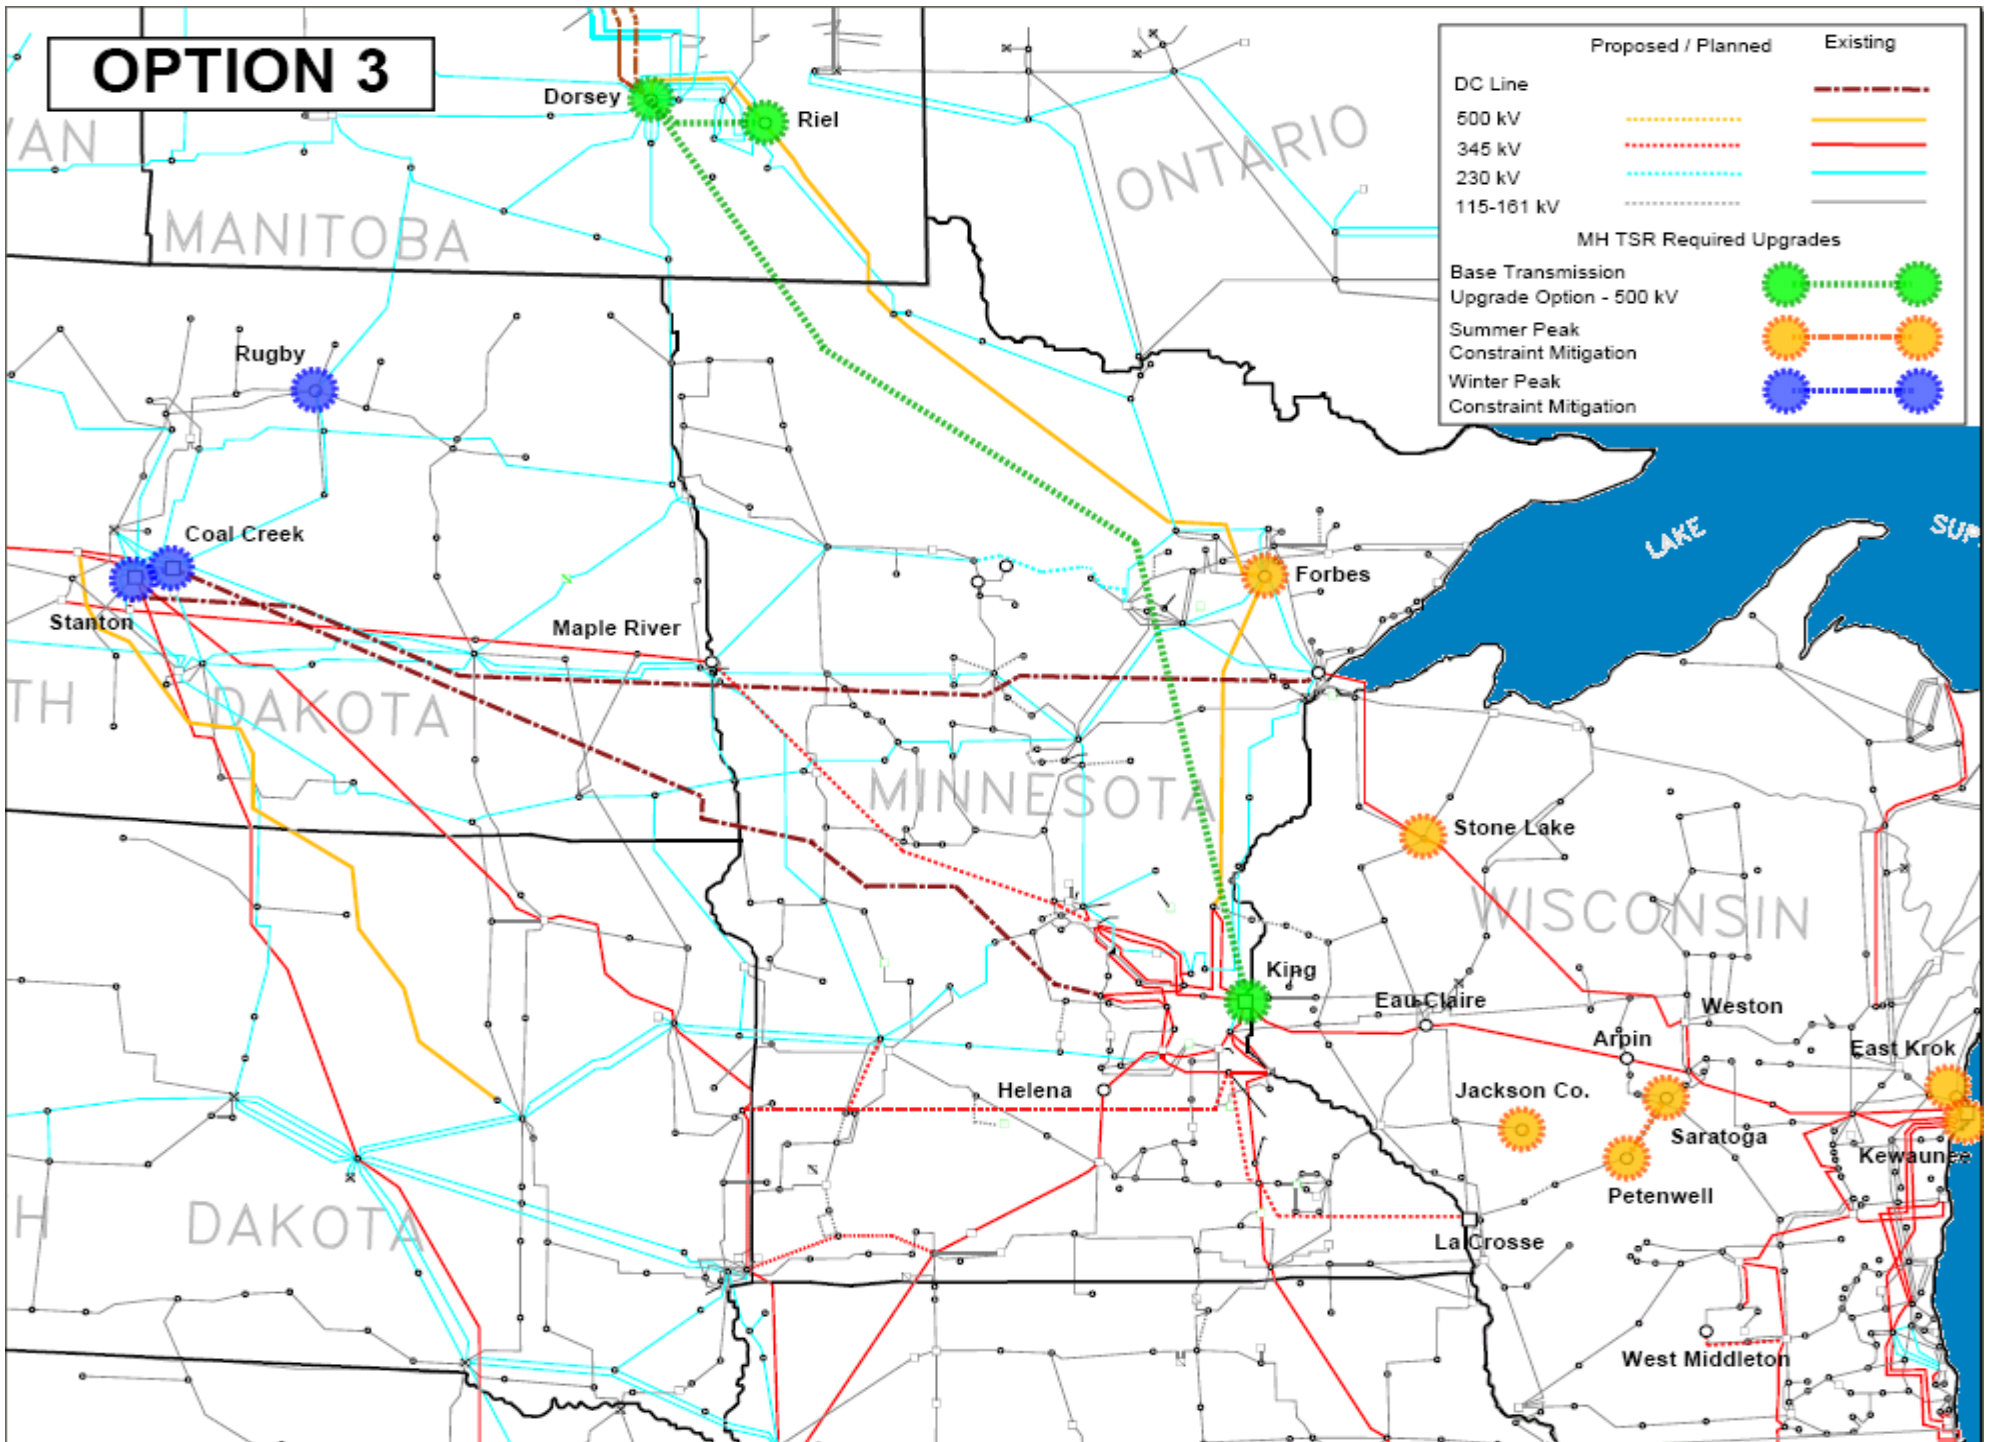 OPTION 3
Proposed / Planned
Existing
DC Line
500 kV
345 kV
230 kV
115-161 kV
MH TSR Required Upgrades
Base Transmission
Upgrade Option - 500 kV
Summer Peak
Constraint Mitigation
Winter Peak
Constraint Mitigation
Dorsey
Riel
VAN
MANITOBA
ONTARIO
Rugby
Coal Creek
Stanton
Maple River
Forbes
LAKE
SUP
TH
DAKOTA
MINNESOTA
Stone Lake
WISCONSIN
King
Eau Claire
Weston
Arpin
East Krok
Helena
Jackson Co.
Saratoga
Kewaunee
Petenwell
H
DAKOTA
La Crosse
West Middleton